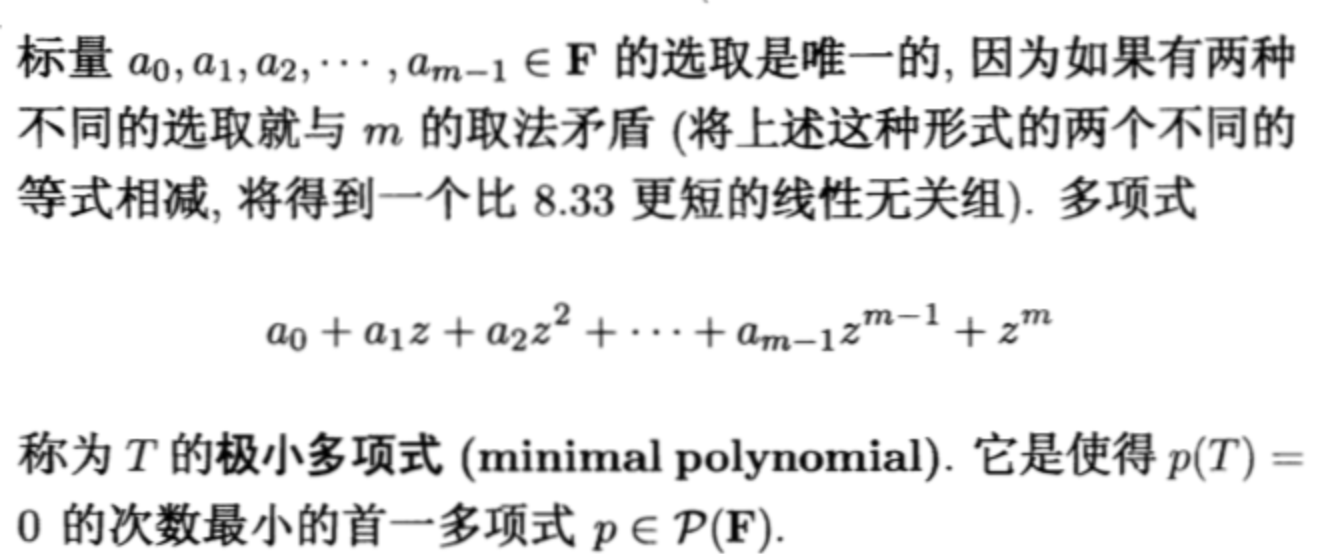 标量 $a_0, a_1, a_2, \cdots, a_{m-1} \in \mathbf{F}$ 的选取是唯一的, 因为如果有两种
不同的选取就与 $m$ 的取法矛盾 (将上述这种形式的两个不同的
等式相减, 将得到一个比 8.33 更短的线性无关组). 多项式
$a_0 + a_1 z + a_2 z^2 + \cdots + a_{m-1} z^{m-1} + z^m$
称为 $T$ 的极小多项式 (minimal polynomial). 它是使得 $p(T) =$
$0$ 的次数最小的首一多项式 $p \in \mathcal{P}(\mathbf{F})$.